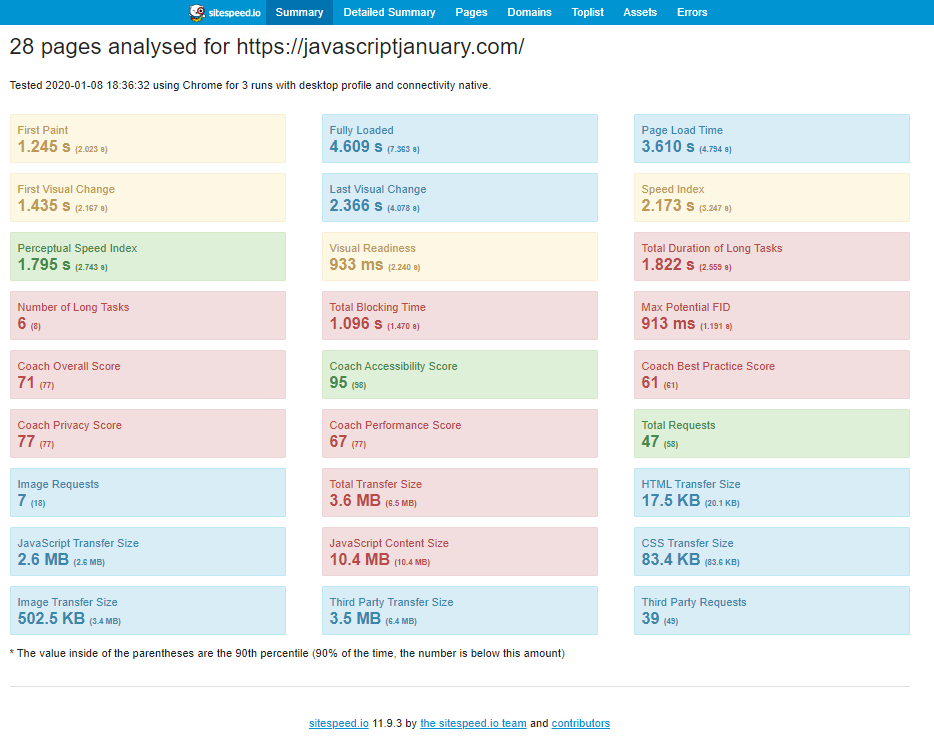 sitespeed.io Summary Detailed Summary Pages Domains Toplist Assets Errors
28 pages analysed for https://javascriptjanuary.com/
Tested 2020-01-08 18:36:32 using Chrome for 3 runs with desktop profile and connectivity native.
First Paint
1.245 s (2.023 s)
Fully Loaded
4.609 s (7.363 s)
Page Load Time
3.610 s (4.794 s)
First Visual Change
1.435 s (2.167 s)
Last Visual Change
2.366 s (4.078 s)
Speed Index
2.173 s (3.247 s)
Perceptual Speed Index
1.795 s (2.743 s)
Visual Readiness
933 ms (2.240 s)
Total Duration of Long Tasks
1.822 s (2.559 s)
Number of Long Tasks
6 (8)
Total Blocking Time
1.096 s (1.470 s)
Max Potential FID
913 ms (1.191 s)
Coach Overall Score
71 (77)
Coach Accessibility Score
95 (98)
Coach Best Practice Score
61 (61)
Coach Privacy Score
77 (77)
Coach Performance Score
67 (77)
Total Requests
47 (58)
Image Requests
7 (18)
Total Transfer Size
3.6 MB (6.5 MB)
HTML Transfer Size
17.5 KB (20.1 KB)
JavaScript Transfer Size
2.6 MB (2.6 MB)
JavaScript Content Size
10.4 MB (10.4 MB)
CSS Transfer Size
83.4 KB (83.6 KB)
Image Transfer Size
502.5 KB (3.4 MB)
Third Party Transfer Size
3.5 MB (6.4 MB)
Third Party Requests
39 (49)
* The value inside of the parentheses are the 90th percentile (90% of the time, the number is below this amount)
sitespeed.io 11.9.3 by the sitespeed.io team and contributors